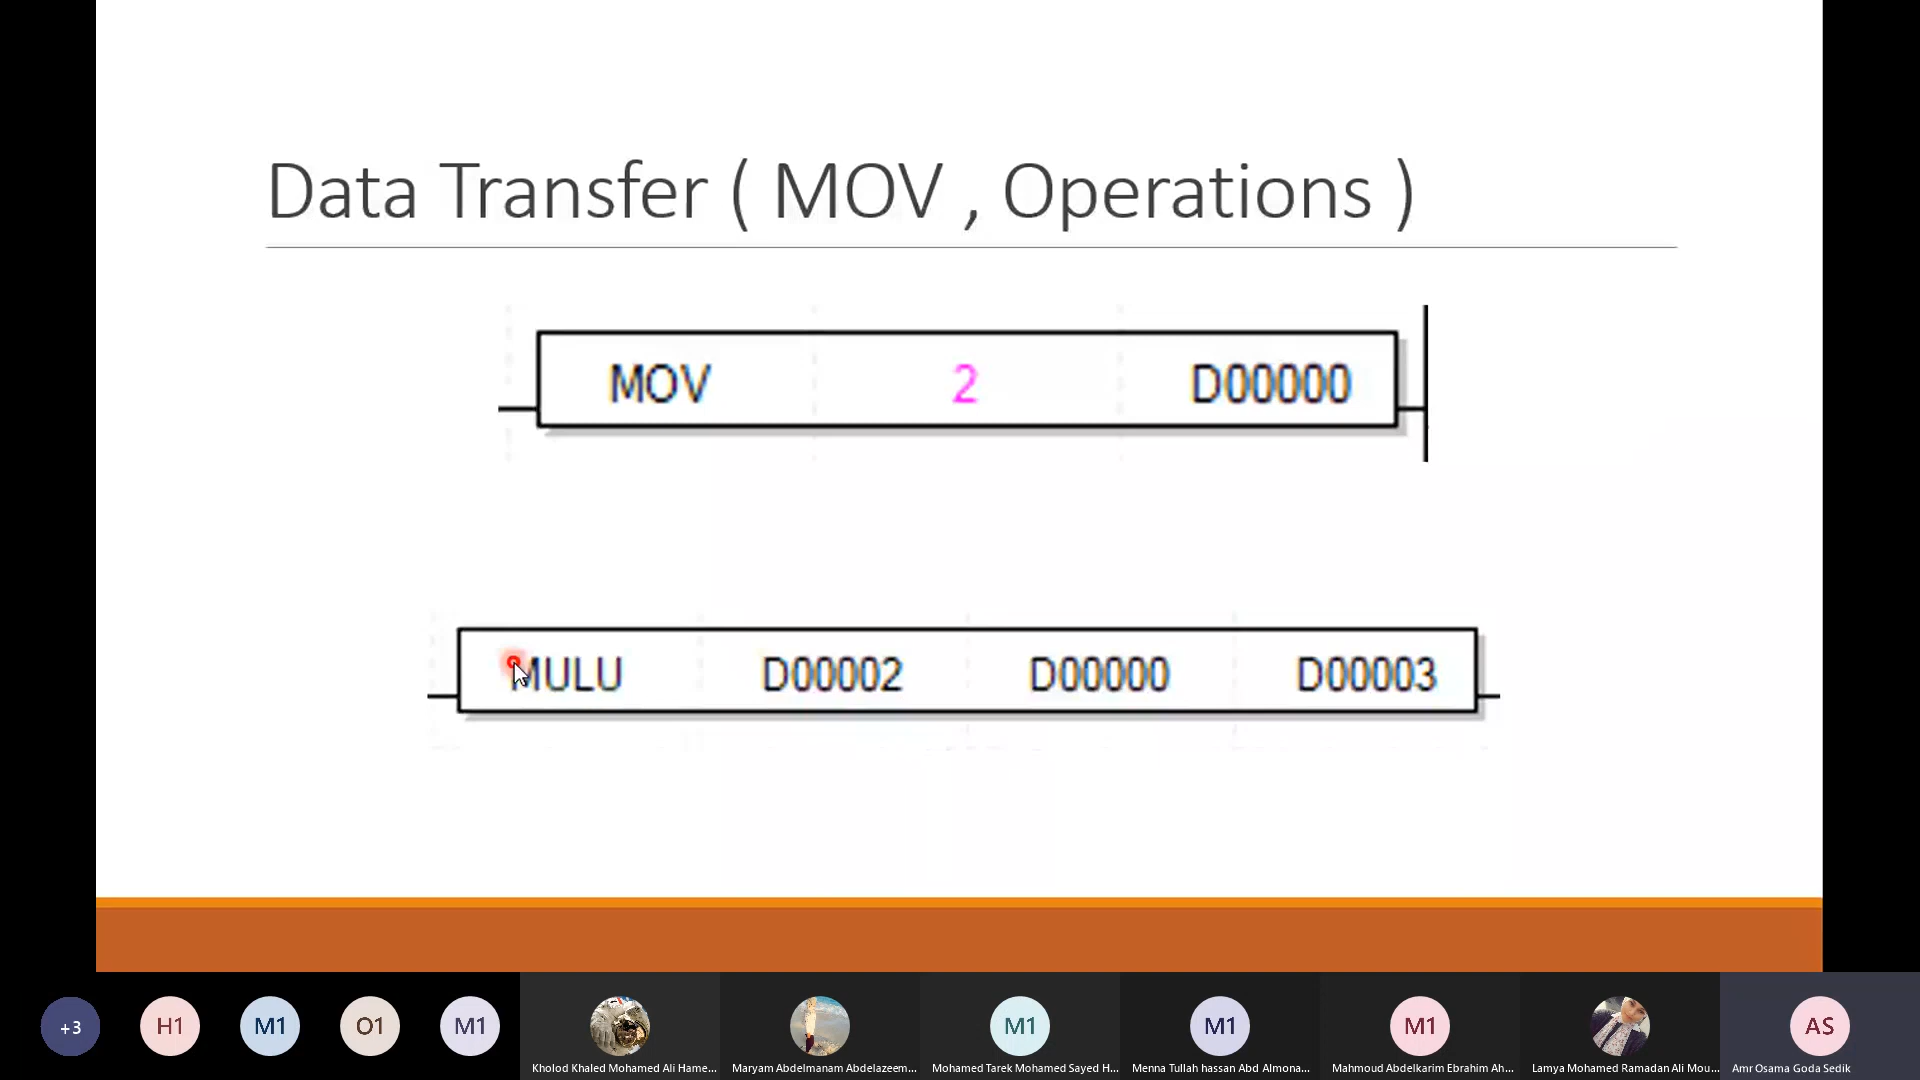 Data Transfer ( MOV , Operations )
MOV 2 D00000
MULU D00002 D00000 D00003
+3 H1 M1 O1 M1 M1 M1 M1 AS
Kholod Khaled Mohamed Ali Hame... Maryam Abdelmanam Abdelazeem... Mohamed Tarek Mohamed Sayed H... Menna Tullah hassan Abd Almona... Mahmoud Abdelkarim Ebrahim Ah... Lamya Mohamed Ramadan Ali Mou... Amr Osama Goda Sedik